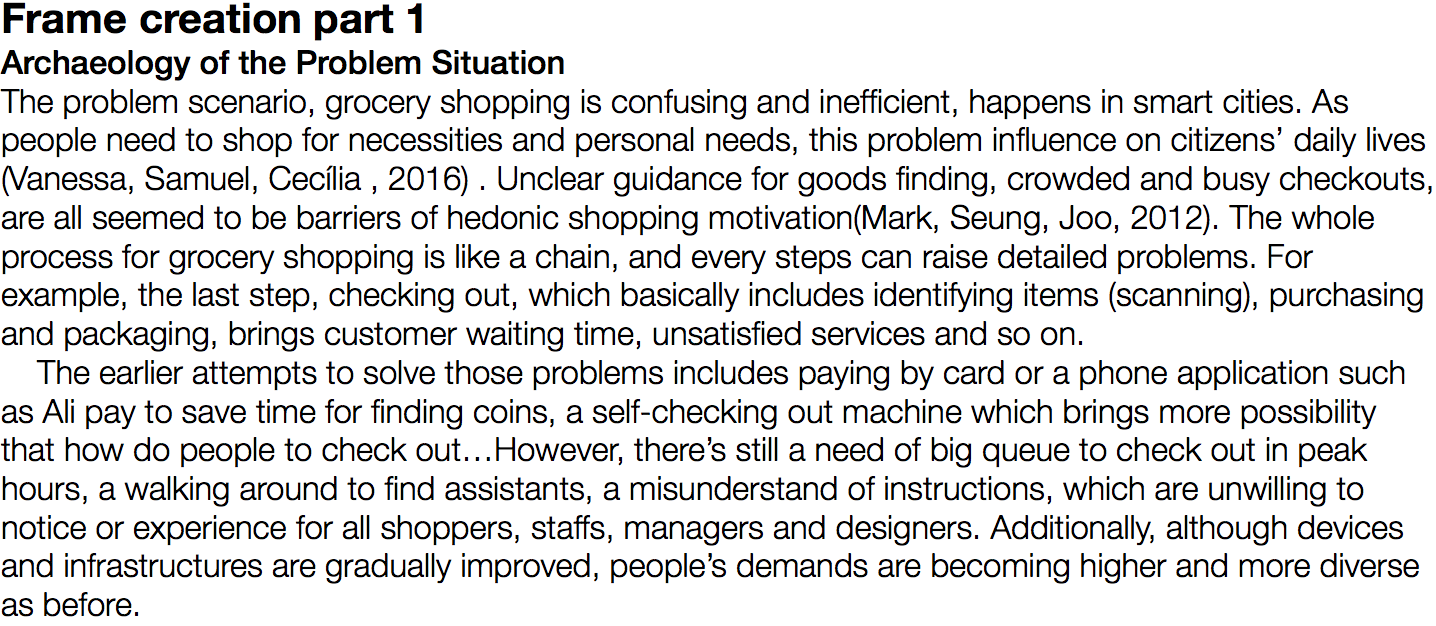 Frame creation part 1
Archaeology of the Problem Situation
The problem scenario, grocery shopping is confusing and inefficient, happens in smart cities. As
people need to shop for necessities and personal needs, this problem influence on citizens’ daily lives
(Vanessa, Samuel, Cecília , 2016) . Unclear guidance for goods finding, crowded and busy checkouts,
are all seemed to be barriers of hedonic shopping motivation(Mark, Seung, Joo, 2012). The whole
process for grocery shopping is like a chain, and every steps can raise detailed problems. For
example, the last step, checking out, which basically includes identifying items (scanning), purchasing
and packaging, brings customer waiting time, unsatisfied services and so on.
The earlier attempts to solve those problems includes paying by card or a phone application such
as Ali pay to save time for finding coins, a self-checking out machine which brings more possibility
that how do people to check out…However, there’s still a need of big queue to check out in peak
hours, a walking around to find assistants, a misunderstand of instructions, which are unwilling to
notice or experience for all shoppers, staffs, managers and designers. Additionally, although devices
and infrastructures are gradually improved, people’s demands are becoming higher and more diverse
as before.